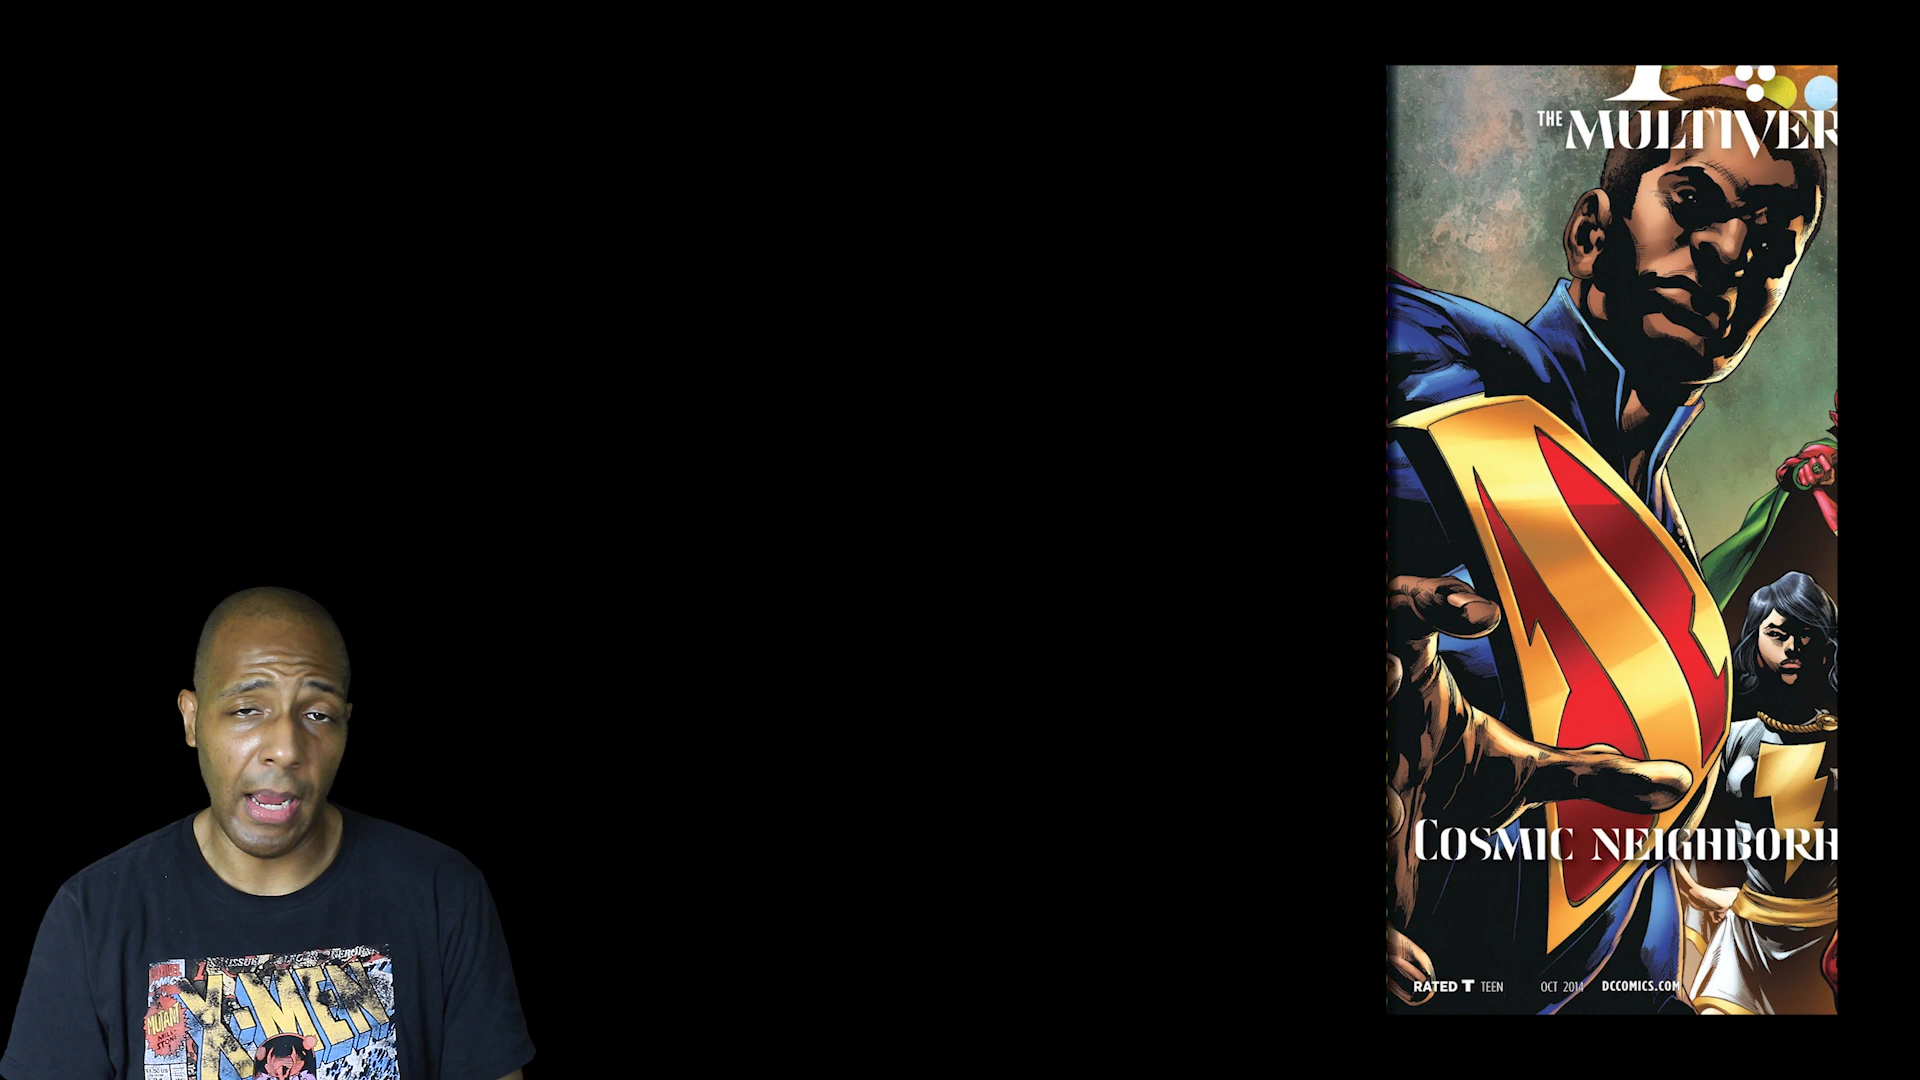 THE MULTIVER
COSMIC NEIGHBORH
RATED T TEEN OCT 2014 DCCOMICS.COM
X-MEN